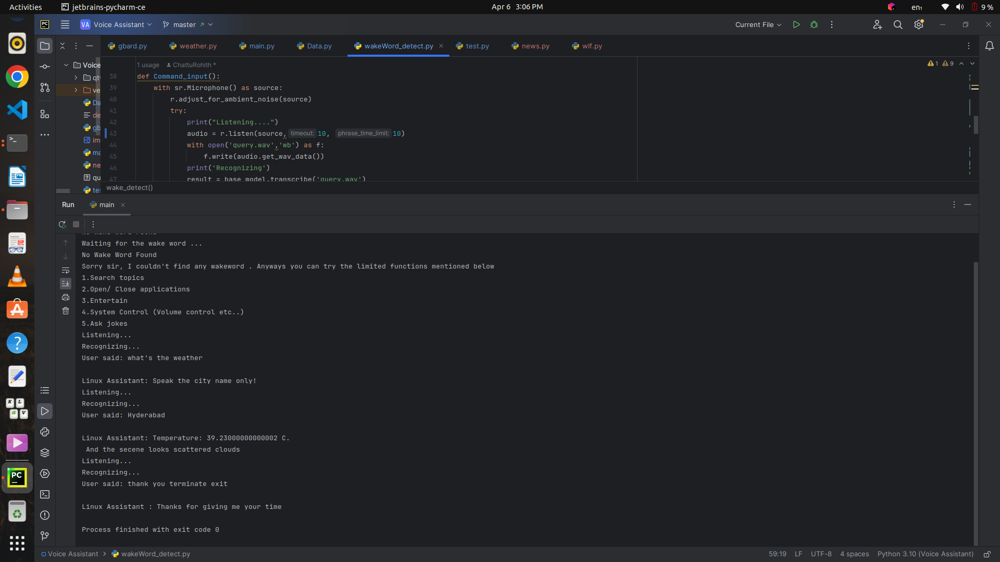 Activities
jetbrains-pycharm-ce
Apr 6 3:06 PM
en₁
9 %
PC
VA Voice Assistant
master
Current File
gbard.py
weather.py
main.py
Data.py
wakeWord_detect.py
test.py
news.py
wlf.py
Voice
ve
Da
de
gb
im
ma
ne
qu
tes
1 usage ChattuRohith *
1 9
38 def Command_input():
39 with sr.Microphone() as source:
40 r.adjust_for_ambient_noise(source)
41 try:
42 print("Listening....")
43 audio = r.listen(source, timeout: 10, phrase_time_limit: 10)
44 with open('query.wav','wb') as f:
45 f.write(audio.get_wav_data())
46 print('Recognizing')
47 result = base_model.transcribe('query.wav')
wake_detect()
Run
main
No Wake Word Found
Waiting for the wake word ...
No Wake Word Found
Sorry sir, I couldn't find any wakeword . Anyways you can try the limited functions mentioned below
1.Search topics
2.Open/ Close applications
3.Entertain
4.System Control (Volume control etc..)
5.Ask jokes
Listening...
Recognizing...
User said: what's the weather
Linux Assistant: Speak the city name only!
Listening...
Recognizing...
User said: Hyderabad
Linux Assistant: Temperature: 39.23000000000002 C.
And the secene looks scattered clouds
Listening...
Recognizing...
User said: thank you terminate exit
Linux Assistant : Thanks for giving me your time
Process finished with exit code 0
K L
a v
PC
Voice Assistant > wakeWord_detect.py
59:19 LF UTF-8 4 spaces Python 3.10 (Voice Assistant)